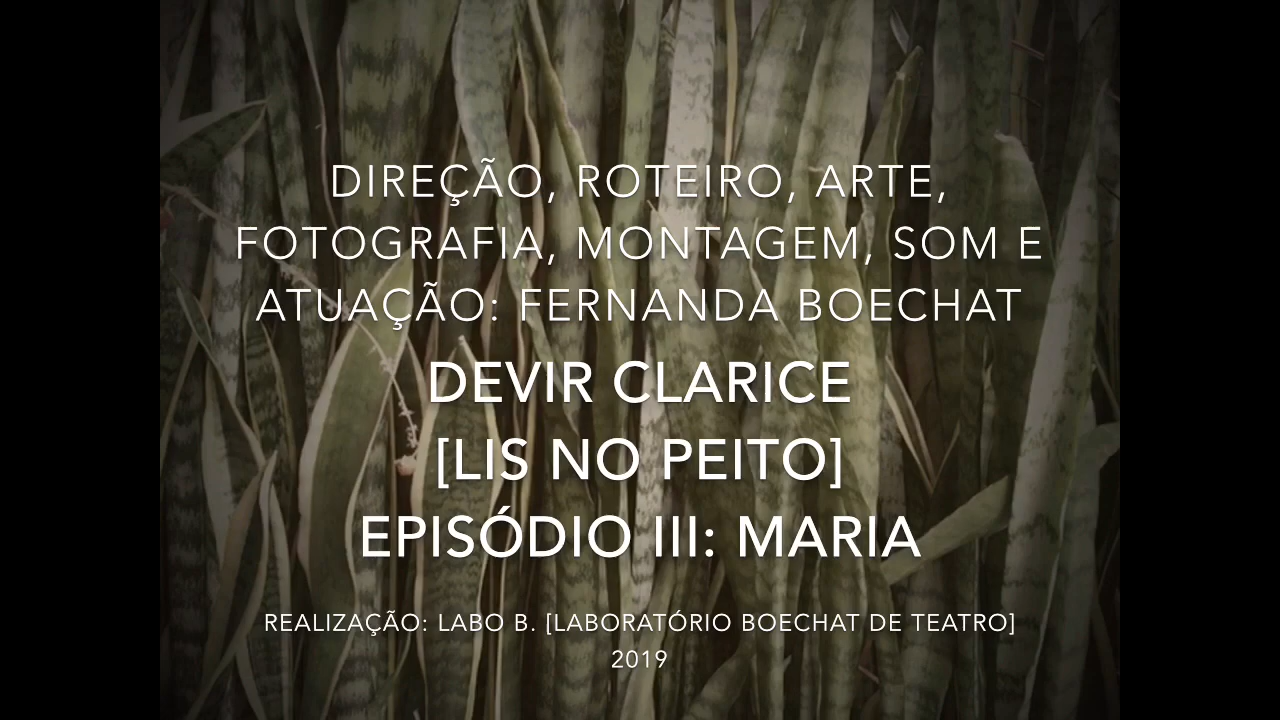 DIREÇÃO, ROTEIRO, ARTE,
FOTOGRAFIA, MONTAGEM, SOM E
ATUAÇÃO: FERNANDA BOECHAT
DEVIR CLARICE
[LIS NO PEITO]
EPISÓDIO III: MARIA
REALIZAÇÃO: LABO B. [LABORATÓRIO BOECHAT DE TEATRO]
2019